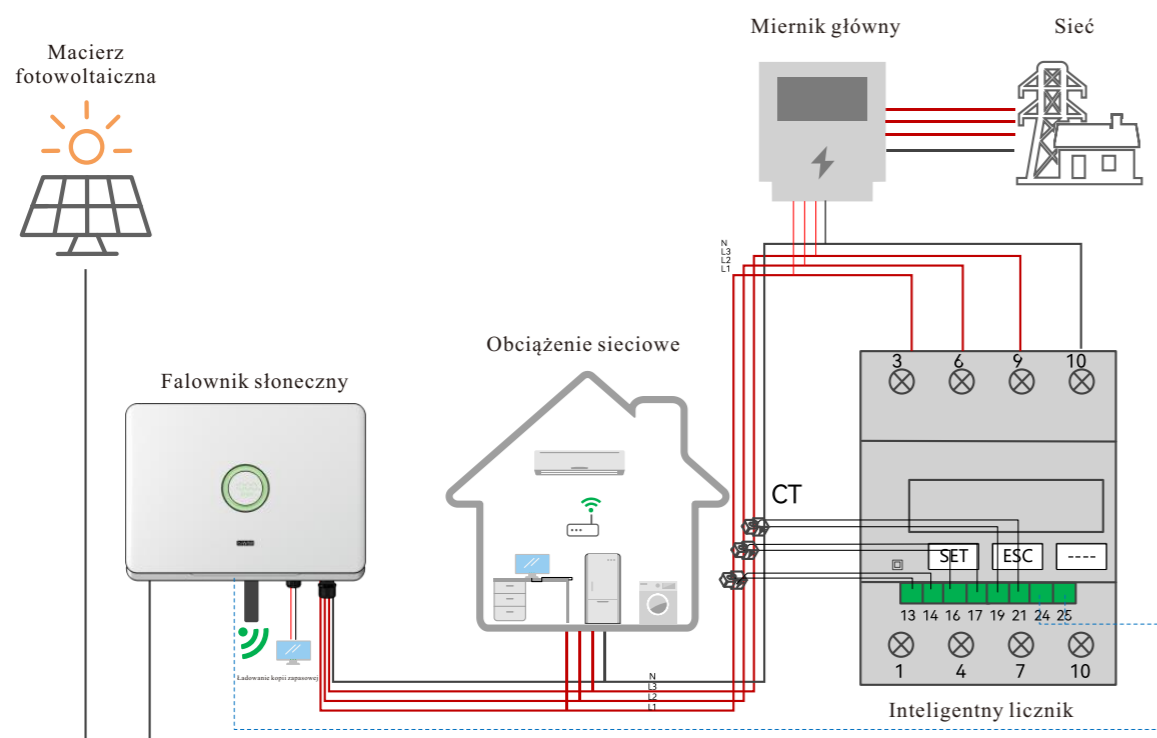 Miernik główny
Sieć
Macierz
fotowoltaiczna
N
L3
L2
L1
Obciążenie sieciowe
3 6 9 10
Falownik słoneczny
CT
SET ESC ----
13 14 16 17 19 21 24 25
1 4 7 10
Ładowanie kopii zapasowej
N
L3
L2
L1
Inteligentny licznik